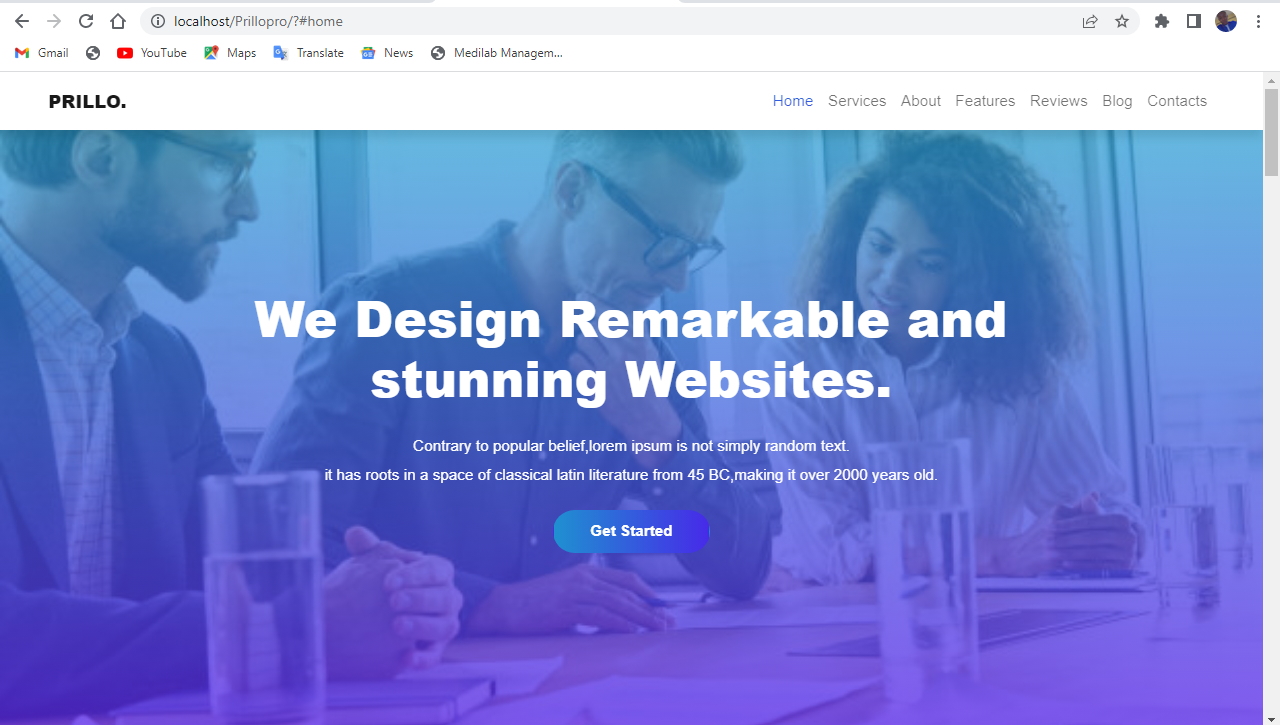 localhost/Prillopro/?#home
Gmail YouTube Maps Translate News Medilab Managem...
PRILLO. Home Services About Features Reviews Blog Contacts
We Design Remarkable and
stunning Websites.
Contrary to popular belief,lorem ipsum is not simply random text.
it has roots in a space of classical latin literature from 45 BC,making it over 2000 years old.
Get Started